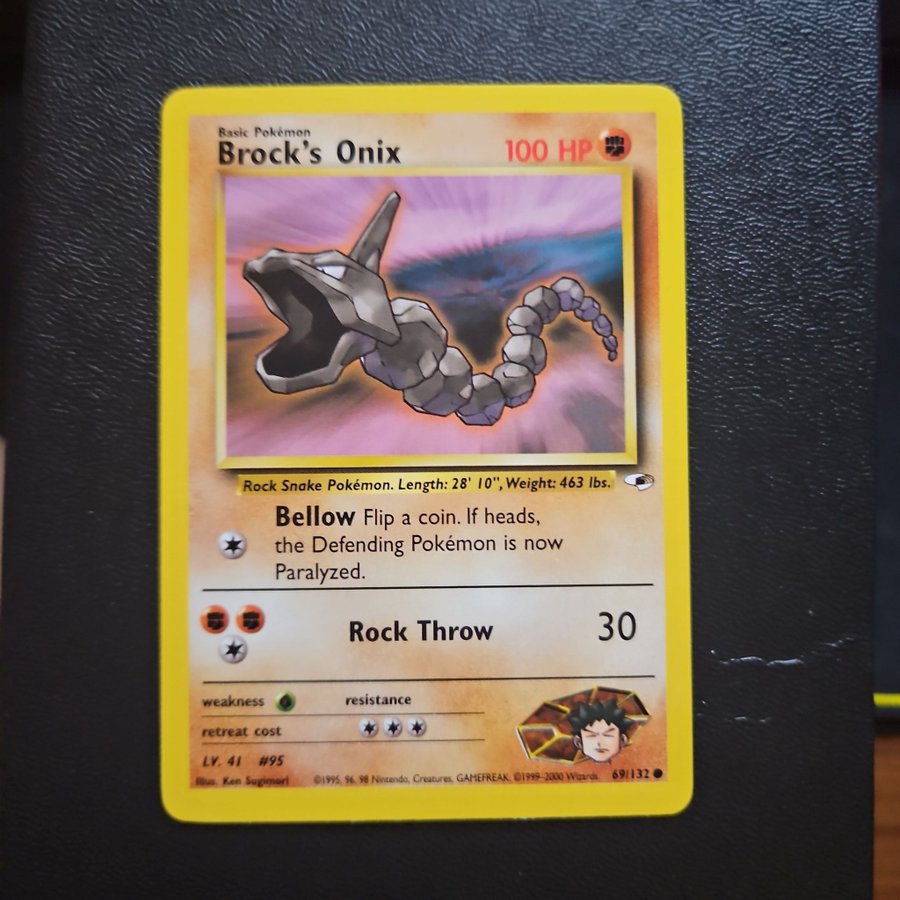 Basic Pokémon
Brock's Onix
100 HP
Rock Snake Pokémon. Length: 28' 10", Weight: 463 lbs.
Bellow Flip a coin. If heads,
the Defending Pokémon is now
Paralyzed.
Rock Throw 30
weakness resistance
retreat cost
LV. 41 #95
Illus. Ken Sugimori ©1995, 96, 98 Nintendo, Creatures, GAMEFREAK. ©1999-2000 Wizards. 69/132